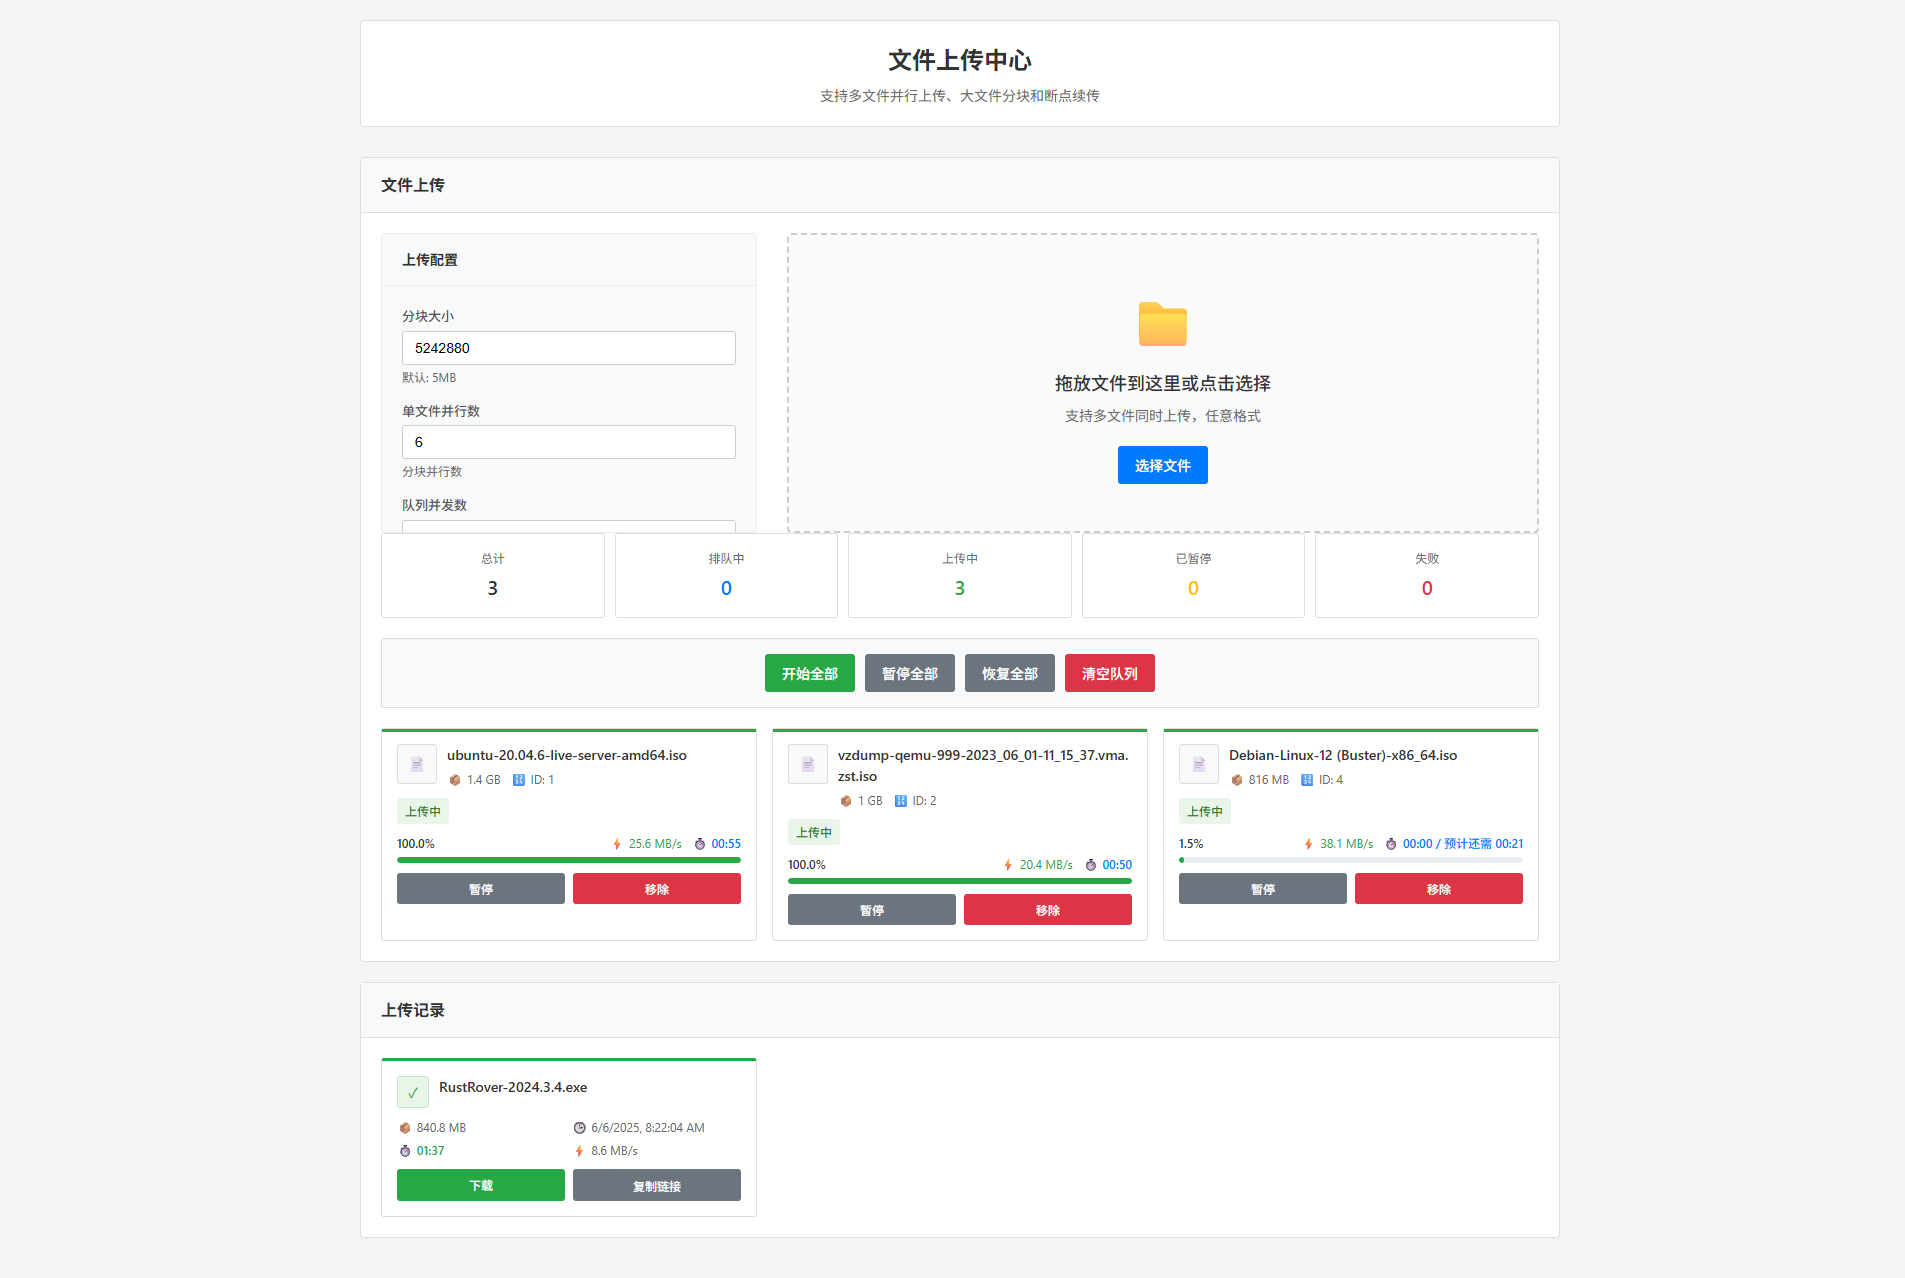 文件上传中心
支持多文件并行上传、大文件分块和断点续传
文件上传
上传配置
分块大小
5242880
默认: 5MB
单文件并行数
6
分块并行数
队列并发数
拖放文件到这里或点击选择
支持多文件同时上传，任意格式
选择文件
总计
3
排队中
0
上传中
3
已暂停
0
失败
0
开始全部 暂停全部 恢复全部 清空队列
ubuntu-20.04.6-live-server-amd64.iso
1.4 GB ID: 1
上传中
100.0% 25.6 MB/s 00:55
暂停 移除
vzdump-qemu-999-2023_06_01-11_15_37.vma.
zst.iso
1 GB ID: 2
上传中
100.0% 20.4 MB/s 00:50
暂停 移除
Debian-Linux-12 (Buster)-x86_64.iso
816 MB ID: 4
上传中
1.5% 38.1 MB/s 00:00 / 预计还需 00:21
暂停 移除
上传记录
RustRover-2024.3.4.exe
840.8 MB 6/6/2025, 8:22:04 AM
01:37 8.6 MB/s
下载 复制链接